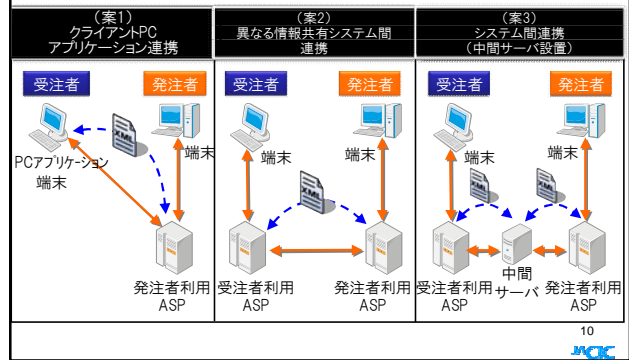 （案1）
クライアントPC
アプリケーション連携
受注者
発注者
XML
端末
PCアプリケーション
端末
発注者利用
ASP
（案2）
異なる情報共有システム間
連携
受注者
発注者
端末
端末
XML
受注者利用
ASP
発注者利用
ASP
（案3）
システム間連携
（中間サーバ設置）
受注者
発注者
端末
端末
XML
XML
受注者利用
ASP
中間
サーバ
発注者利用
ASP
10
JACIC